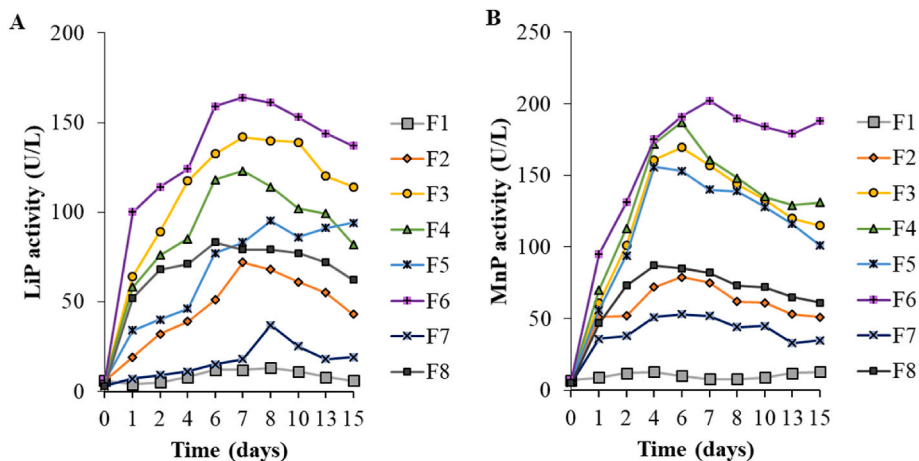 A
LiP activity (U/L)
200
150
100
50
0
0 1 2 4 6 7 8 10 13 15
Time (days)
F1
F2
F3
F4
F5
F6
F7
F8
B
MnP activity (U/L)
250
200
150
100
50
0
0 1 2 4 6 7 8 10 13 15
Time (days)
F1
F2
F3
F4
F5
F6
F7
F8